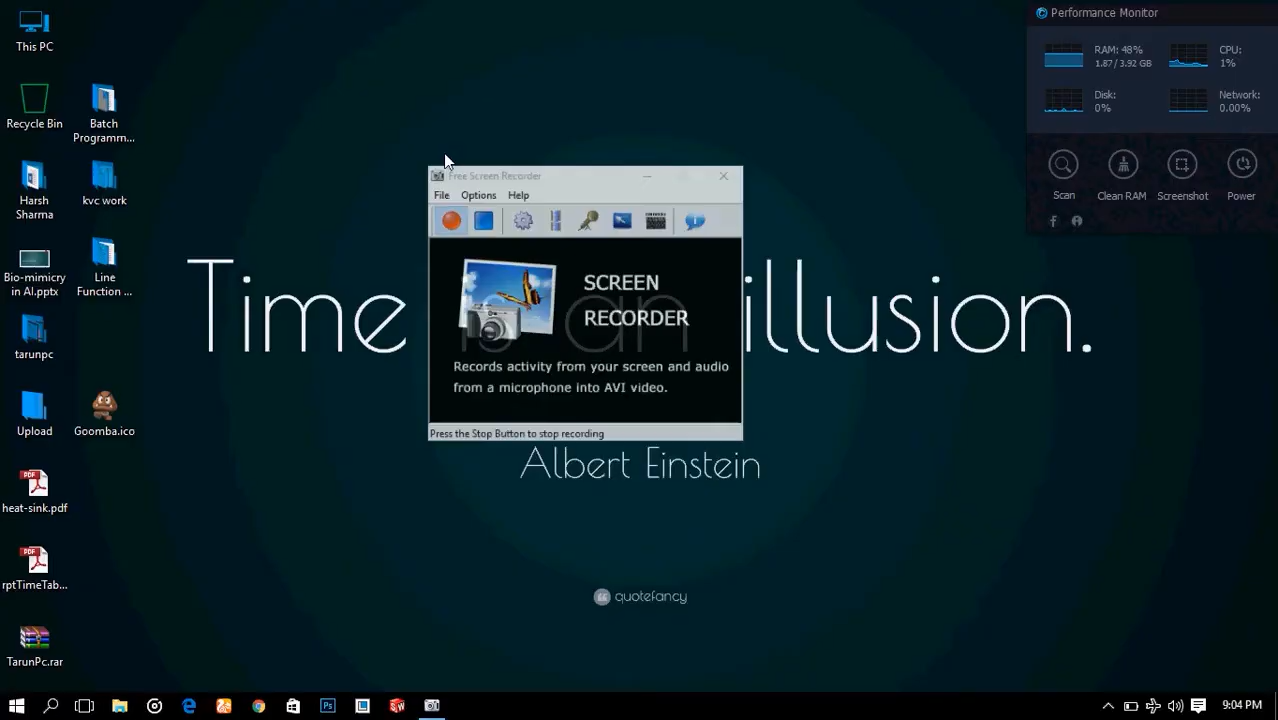 This PC
Recycle Bin
Batch
Programm...
Harsh
Sharma
kvc work
Bio-mimicry
in AI.pptx
Line
Function ...
tarunpc
Upload
Goomba.ico
heat-sink.pdf
rptTimeTab...
TarunPc.rar
Performance Monitor
RAM: 48%
1.87 / 3.92 GB
CPU:
1%
Disk:
0%
Network:
0.00%
Scan
Clean RAM
Screenshot
Power
Free Screen Recorder
File Options Help
SCREEN
RECORDER
Records activity from your screen and audio
from a microphone into AVI video.
Press the Stop Button to stop recording
Time is an illusion.
Albert Einstein
quotefancy
9:04 PM